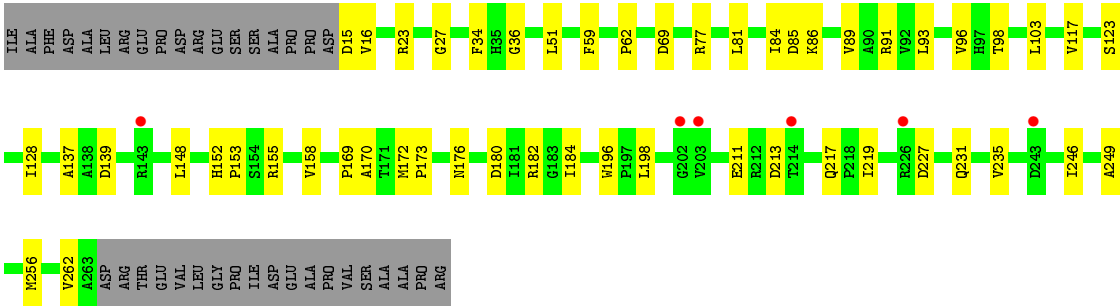 ILE ALA PHE ASP ALA LEU ARG GLU PRO ASP ARG GLU SER SER ALA PRO PRO ASP D15 V16 R23 G27 F34 H35 G36 L51 F59 P62 D69 R77 L81 I84 D85 K86 V89 A90 R91 V92 L93 V96 H97 T98 L103 V117 S123
I128 A137 A138 D139 R143 L148 H152 P153 S154 R155 V158 P169 A170 T171 M172 P173 N176 D180 I181 R182 G183 I184 W196 P197 L198 G202 V203 E211 R212 D213 T214 Q217 P218 I219 R226 D227 Q231 V235 D243 I246 A249
M256 V262 A263 ASP ARG THR GLU VAL LEU GLY PRO ILE ASP GLU ALA PRO VAL SER ALA ALA PRO ARG